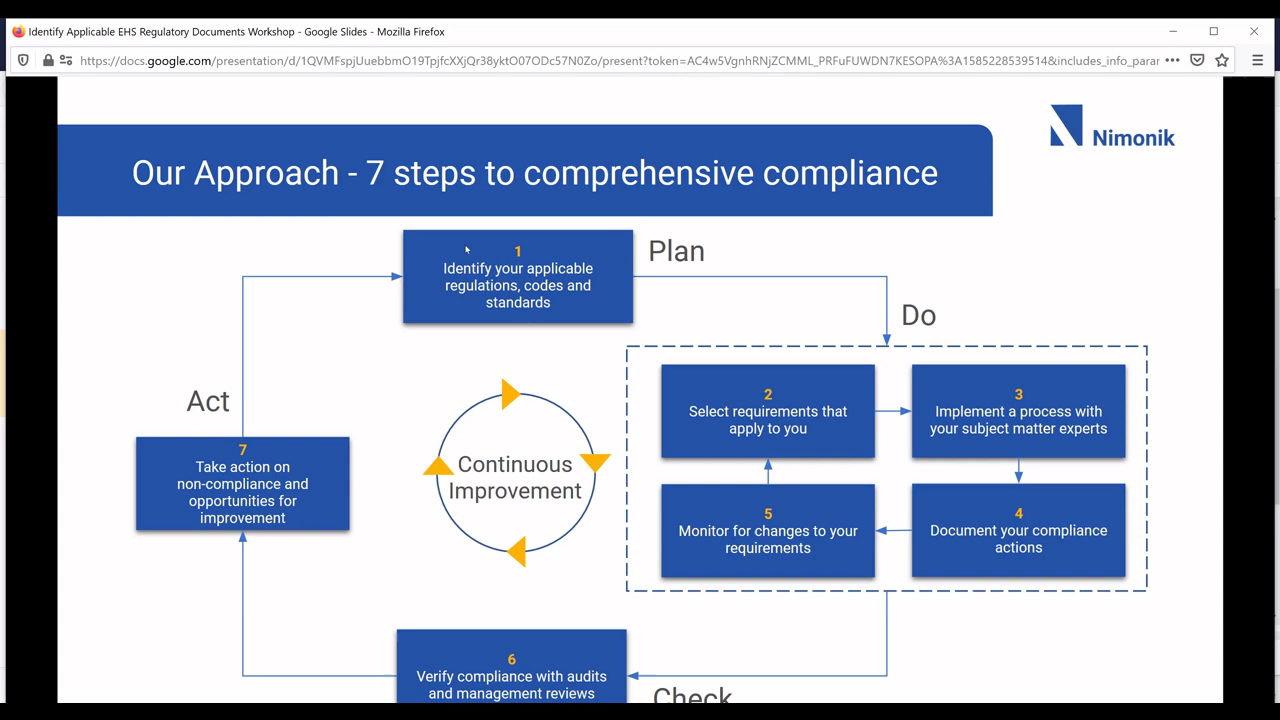 Identify Applicable EHS Regulatory Documents Workshop - Google Slides - Mozilla Firefox
https://docs.google.com/presentation/d/1QVMFspjUuebbmO19TpjfcXXjQr38yktO07ODc57N0Zo/present?token=AC4w5VgnhRNjZCMML_PRFuFUWDN7KESOPA%3A1585228539514&includes_info_parar
Nimonik
Our Approach - 7 steps to comprehensive compliance
1
Identify your applicable
regulations, codes and
standards
Plan
Do
2
Select requirements that
apply to you
3
Implement a process with
your subject matter experts
Act
7
Take action on
non-compliance and
opportunities for
improvement
Continuous
Improvement
5
Monitor for changes to your
requirements
4
Document your compliance
actions
6
Verify compliance with audits
and management reviews
Check